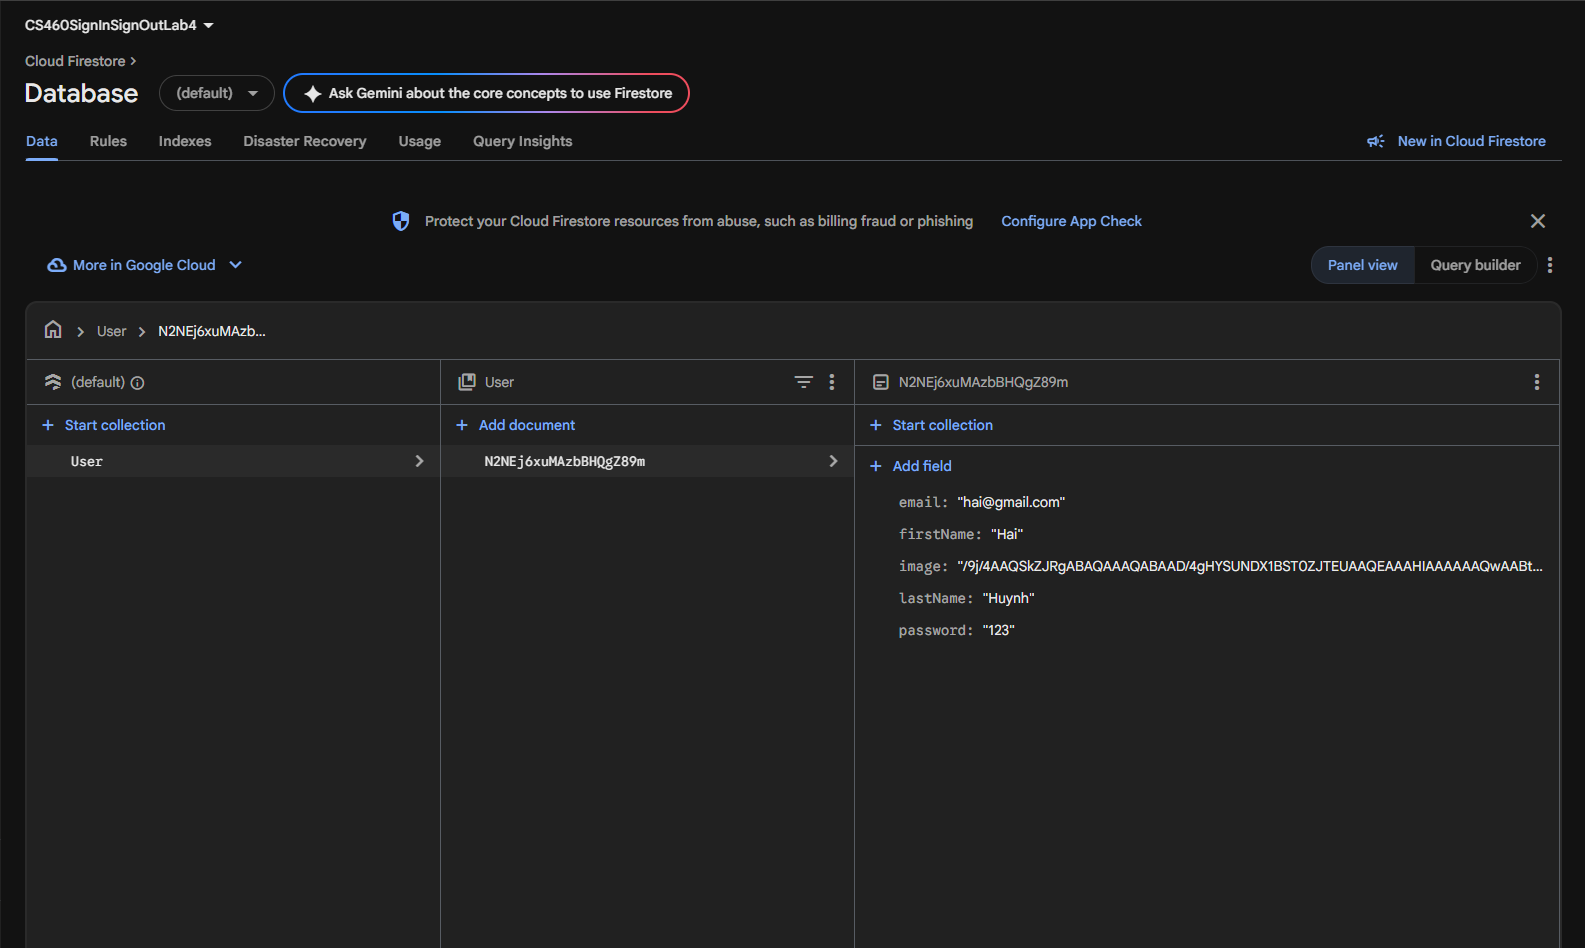 CS460SignInSignOutLab4
Cloud Firestore
Database (default) Ask Gemini about the core concepts to use Firestore
Data Rules Indexes Disaster Recovery Usage Query Insights New in Cloud Firestore
Protect your Cloud Firestore resources from abuse, such as billing fraud or phishing Configure App Check
More in Google Cloud Panel view Query builder
User N2NEj6xuMAzb...
(default) User N2NEj6xuMAzbBHQgZ89m
+ Start collection + Add document + Start collection
User N2NEj6xuMAzbBHQgZ89m
+ Add field
email: "hai@gmail.com"
firstName: "Hai"
image: "/9j/4AAQSkZJRgABAQAAAQABAAD/4gHYSUNDX1BST0ZJTEUAAQEAAAHIAAAAAAQwAABt...
lastName: "Huynh"
password: "123"